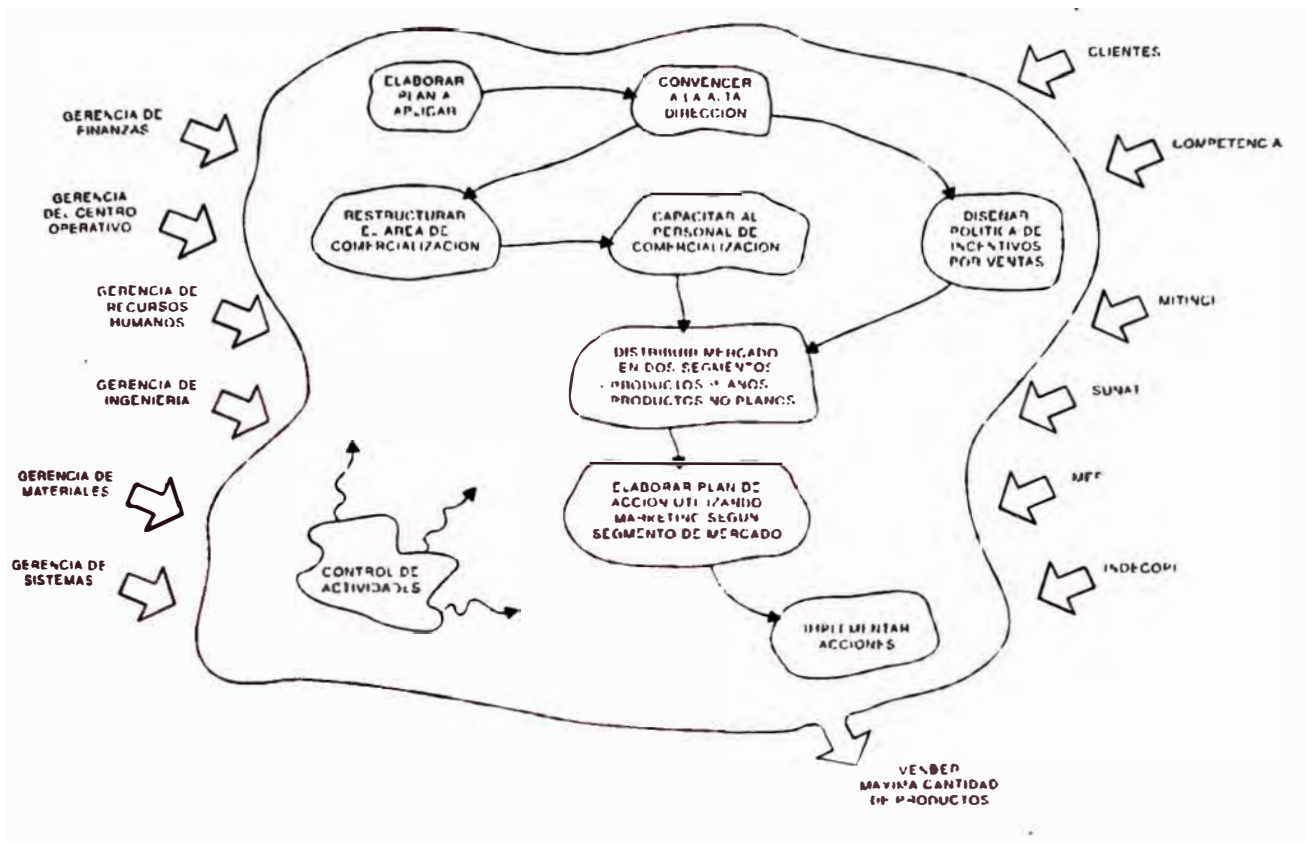 CLIENTES
ELABORAR
PLAN A
APLICAR
CONVENCER
A LA ALTA
DIRECCION
GERENCIA DE
FINANZAS
COMPETENCIA
GERENCIA
DEL CENTRO
OPERATIVO
RESTRUCTURAR
EL AREA DE
COMERCIALIZACION
CAPACITAR AL
PERSONAL DE
COMERCIALIZACION
DISEÑAR
POLITICA DE
INCENTIVOS
POR VENTAS
GERENCIA DE
RECURSOS
HUMANOS
MITINCI
DISTRIBUIR MERCADO
EN DOS SEGMENTOS
- PRODUCTOS PLANOS
- PRODUCTOS NO PLANOS
GERENCIA DE
INGENIERIA
SUNAT
GERENCIA DE
MATERIALES
ELABORAR PLAN DE
ACCION UTILIZANDO
MARKETING SEGUN
SEGMENTO DE MERCADO
MEF
GERENCIA DE
SISTEMAS
CONTROL DE
ACTIVIDADES
INDECOPI
IMPLEMENTAR
ACCIONES
VENDER
MAXIMA CANTIDAD
DE PRODUCTOS